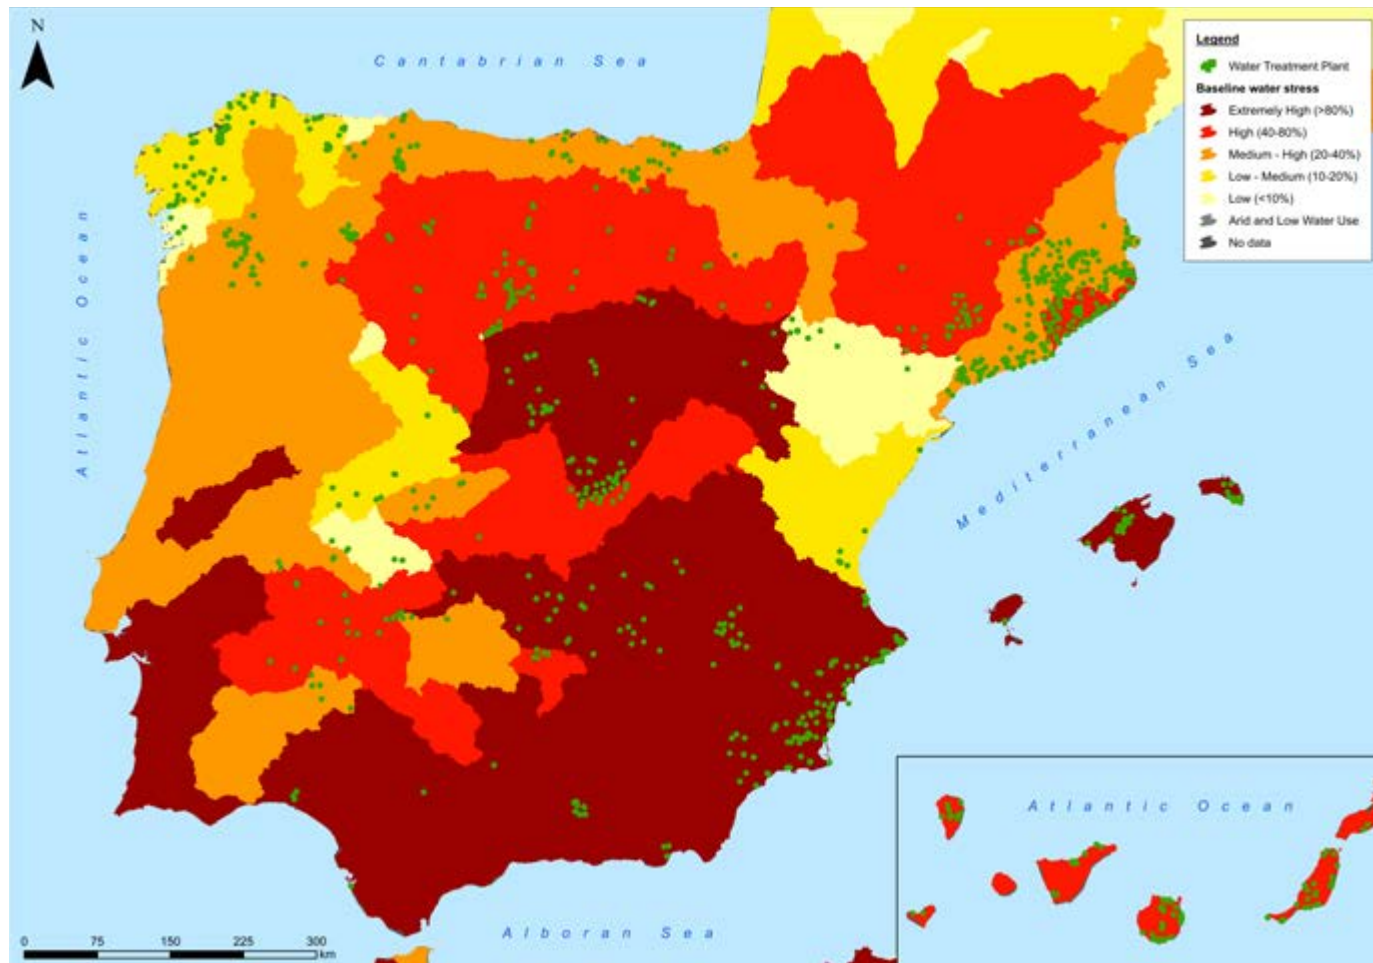 N
Cantabrian Sea
Legend
Water Treatment Plant
Baseline water stress
Extremely High (>80%)
High (40-80%)
Medium - High (20-40%)
Low - Medium (10-20%)
Low (<10%)
Arid and Low Water Use
No data
Atlantic Ocean
Mediterranean Sea
Atlantic Ocean
Alboran Sea
0 75 150 225 300
km